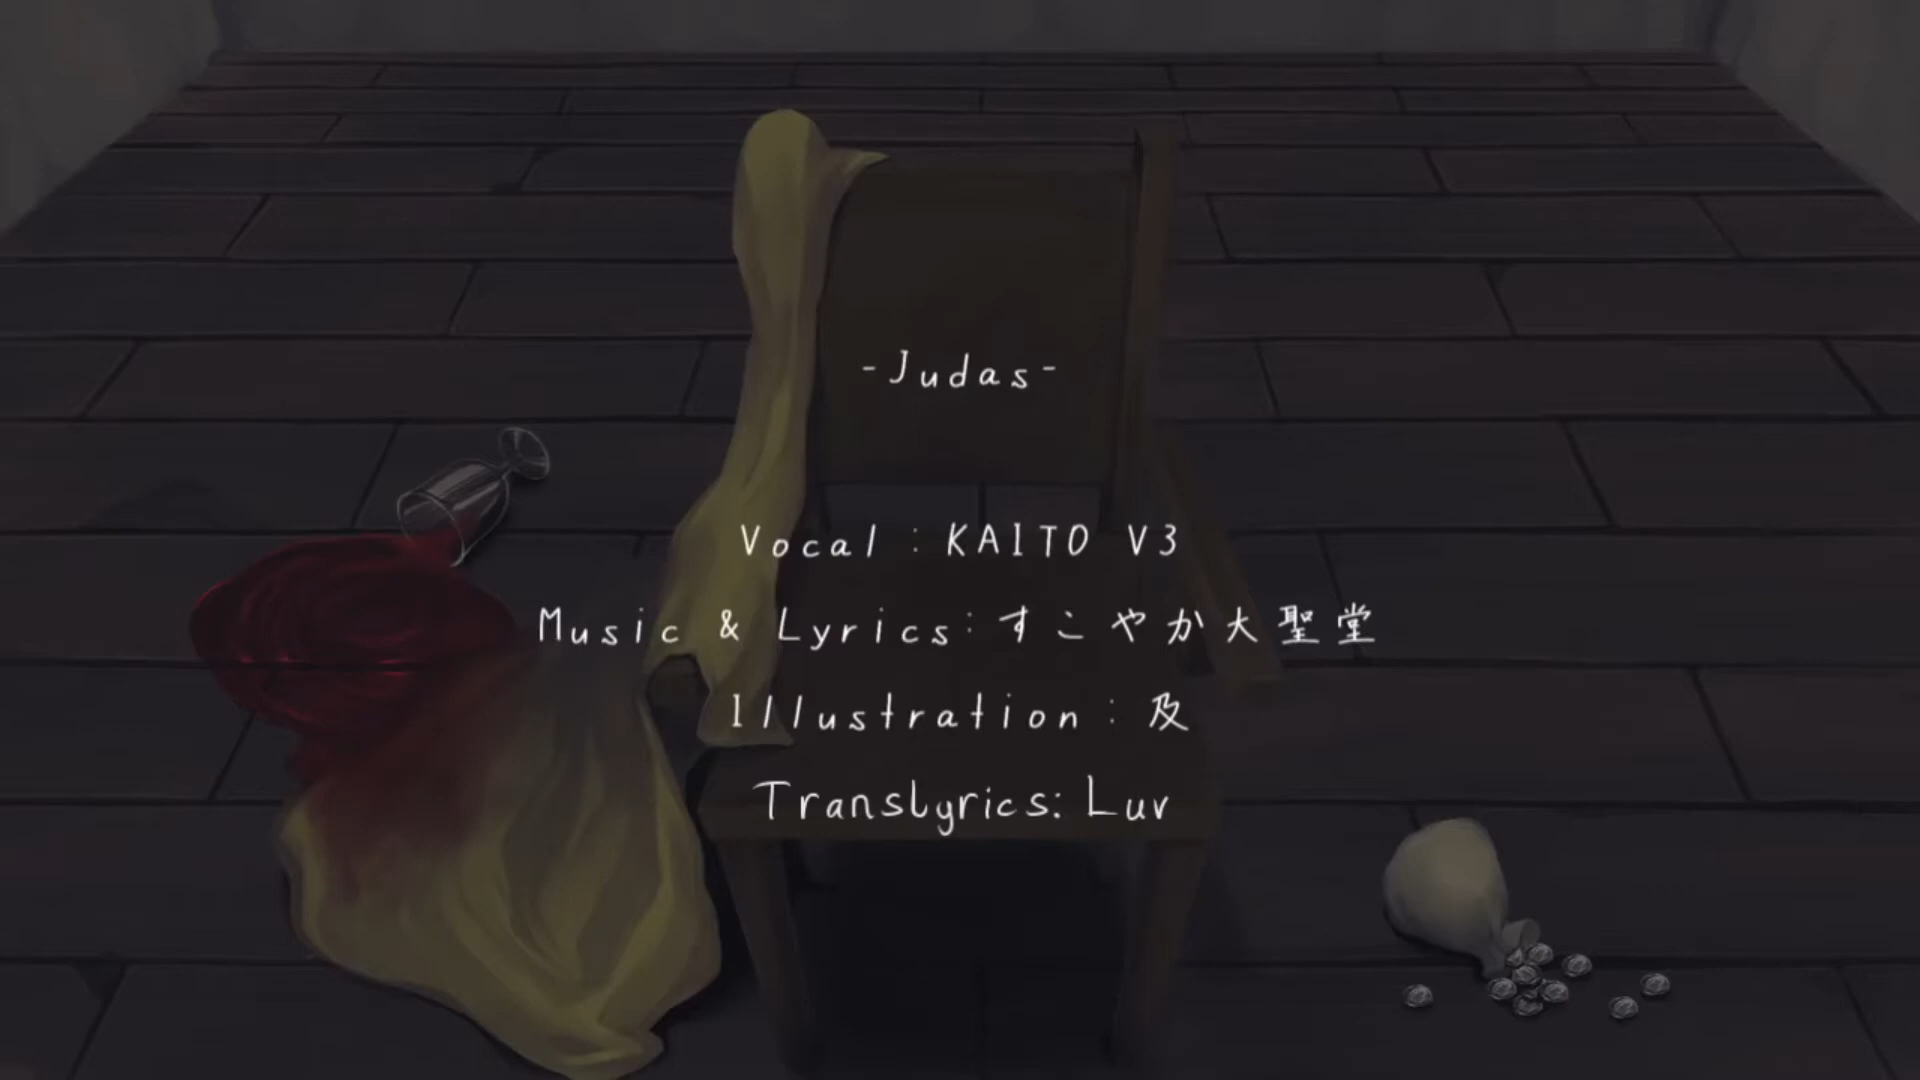 -Judas-
Vocal：KAITO V3
Music & Lyrics：すこやか大聖堂
Illustration：及
Translyrics: Luv